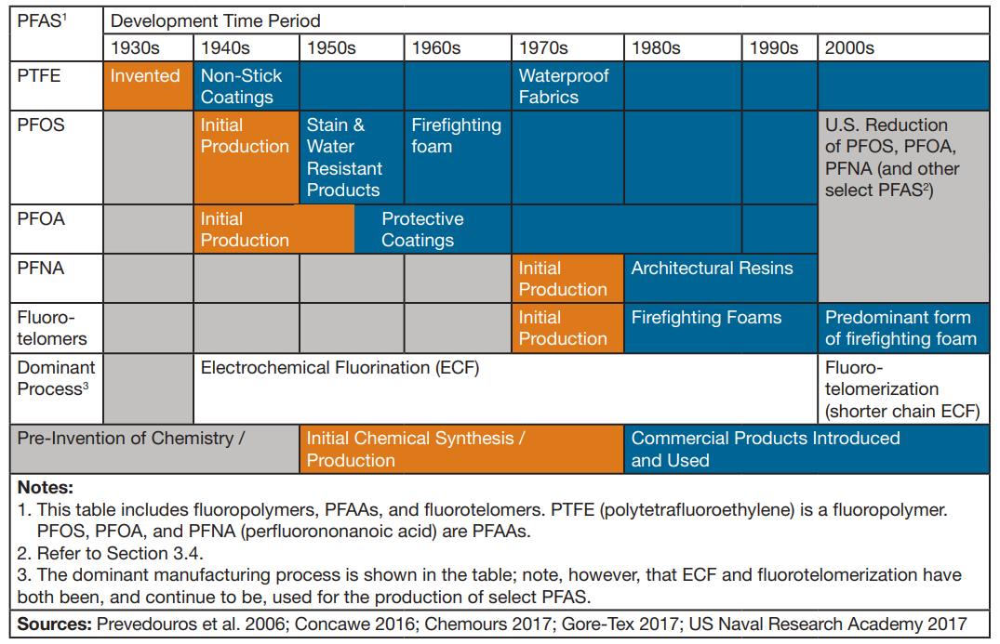 PFAS¹
Development Time Period
1930s 1940s 1950s 1960s 1970s 1980s 1990s 2000s
PTFE
Invented
Non-Stick
Coatings
Waterproof
Fabrics
PFOS
Initial
Production
Stain &
Water
Resistant
Products
Firefighting
foam
U.S. Reduction
of PFOS, PFOA,
PFNA (and other
select PFAS²)
PFOA
Initial
Production
Protective
Coatings
PFNA
Initial
Production
Architectural Resins
Fluoro-
telomers
Initial
Production
Firefighting Foams
Predominant form
of firefighting foam
Dominant
Process³
Electrochemical Fluorination (ECF)
Fluoro-
telomerization
(shorter chain ECF)
Pre-Invention of Chemistry /
Initial Chemical Synthesis /
Production
Commercial Products Introduced
and Used
Notes:
1. This table includes fluoropolymers, PFAAs, and fluorotelomers. PTFE (polytetrafluoroethylene) is a fluoropolymer.
PFOS, PFOA, and PFNA (perfluorononanoic acid) are PFAAs.
2. Refer to Section 3.4.
3. The dominant manufacturing process is shown in the table; note, however, that ECF and fluorotelomerization have
both been, and continue to be, used for the production of select PFAS.
Sources: Prevedouros et al. 2006; Concawe 2016; Chemours 2017; Gore-Tex 2017; US Naval Research Academy 2017